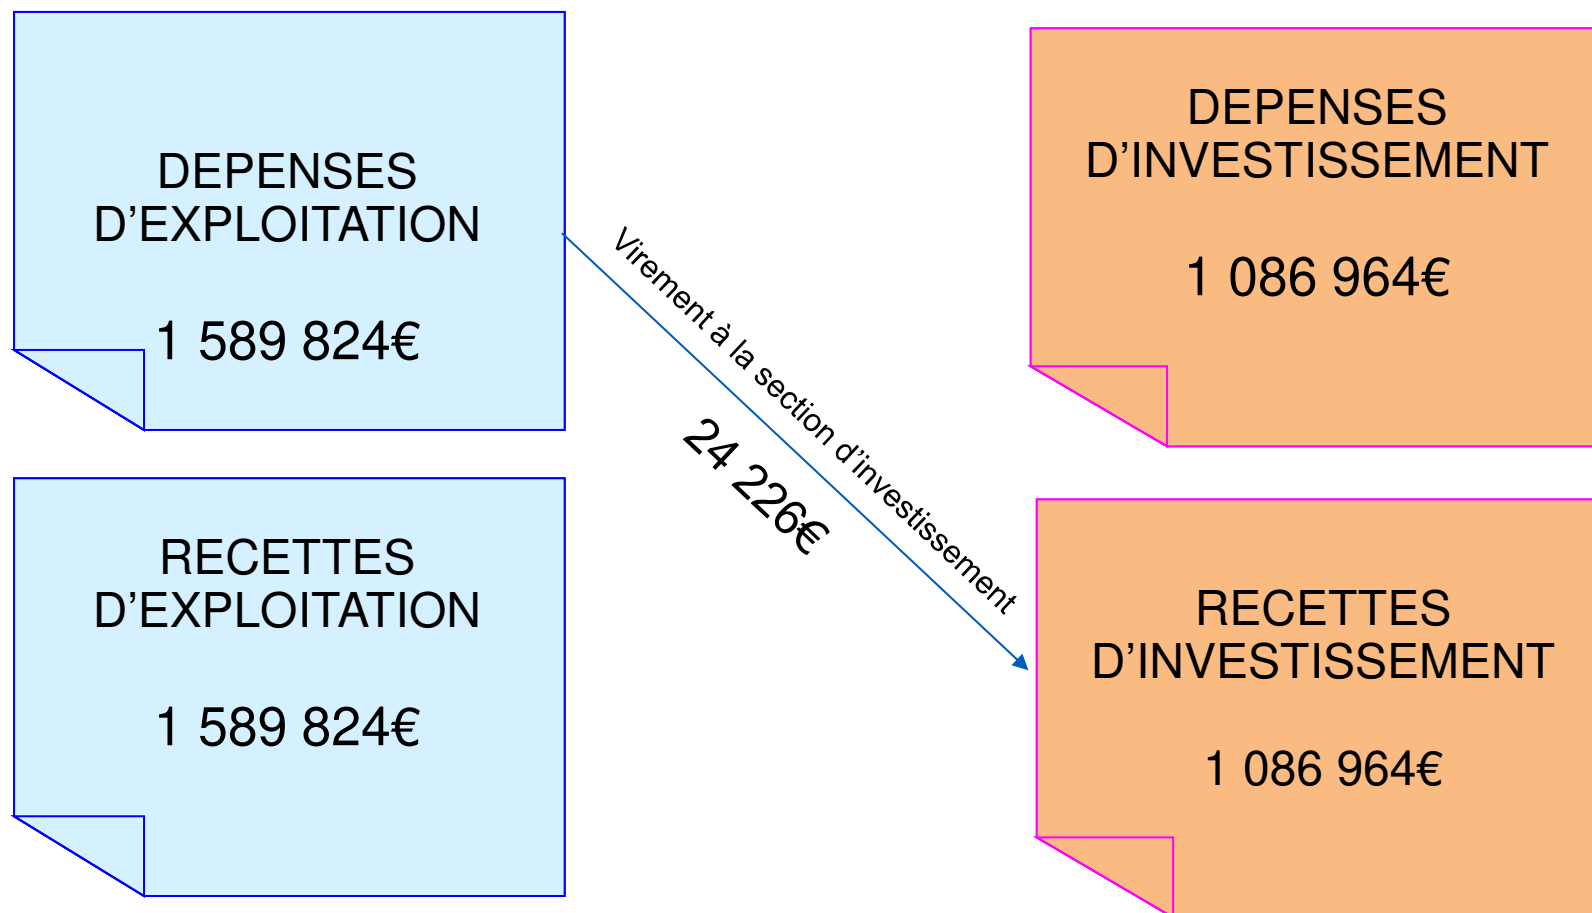 DEPENSES
D’EXPLOITATION
1 589 824€
RECETTES
D’EXPLOITATION
1 589 824€
Virement à la section d’investissement
24 226€
DEPENSES
D’INVESTISSEMENT
1 086 964€
RECETTES
D’INVESTISSEMENT
1 086 964€